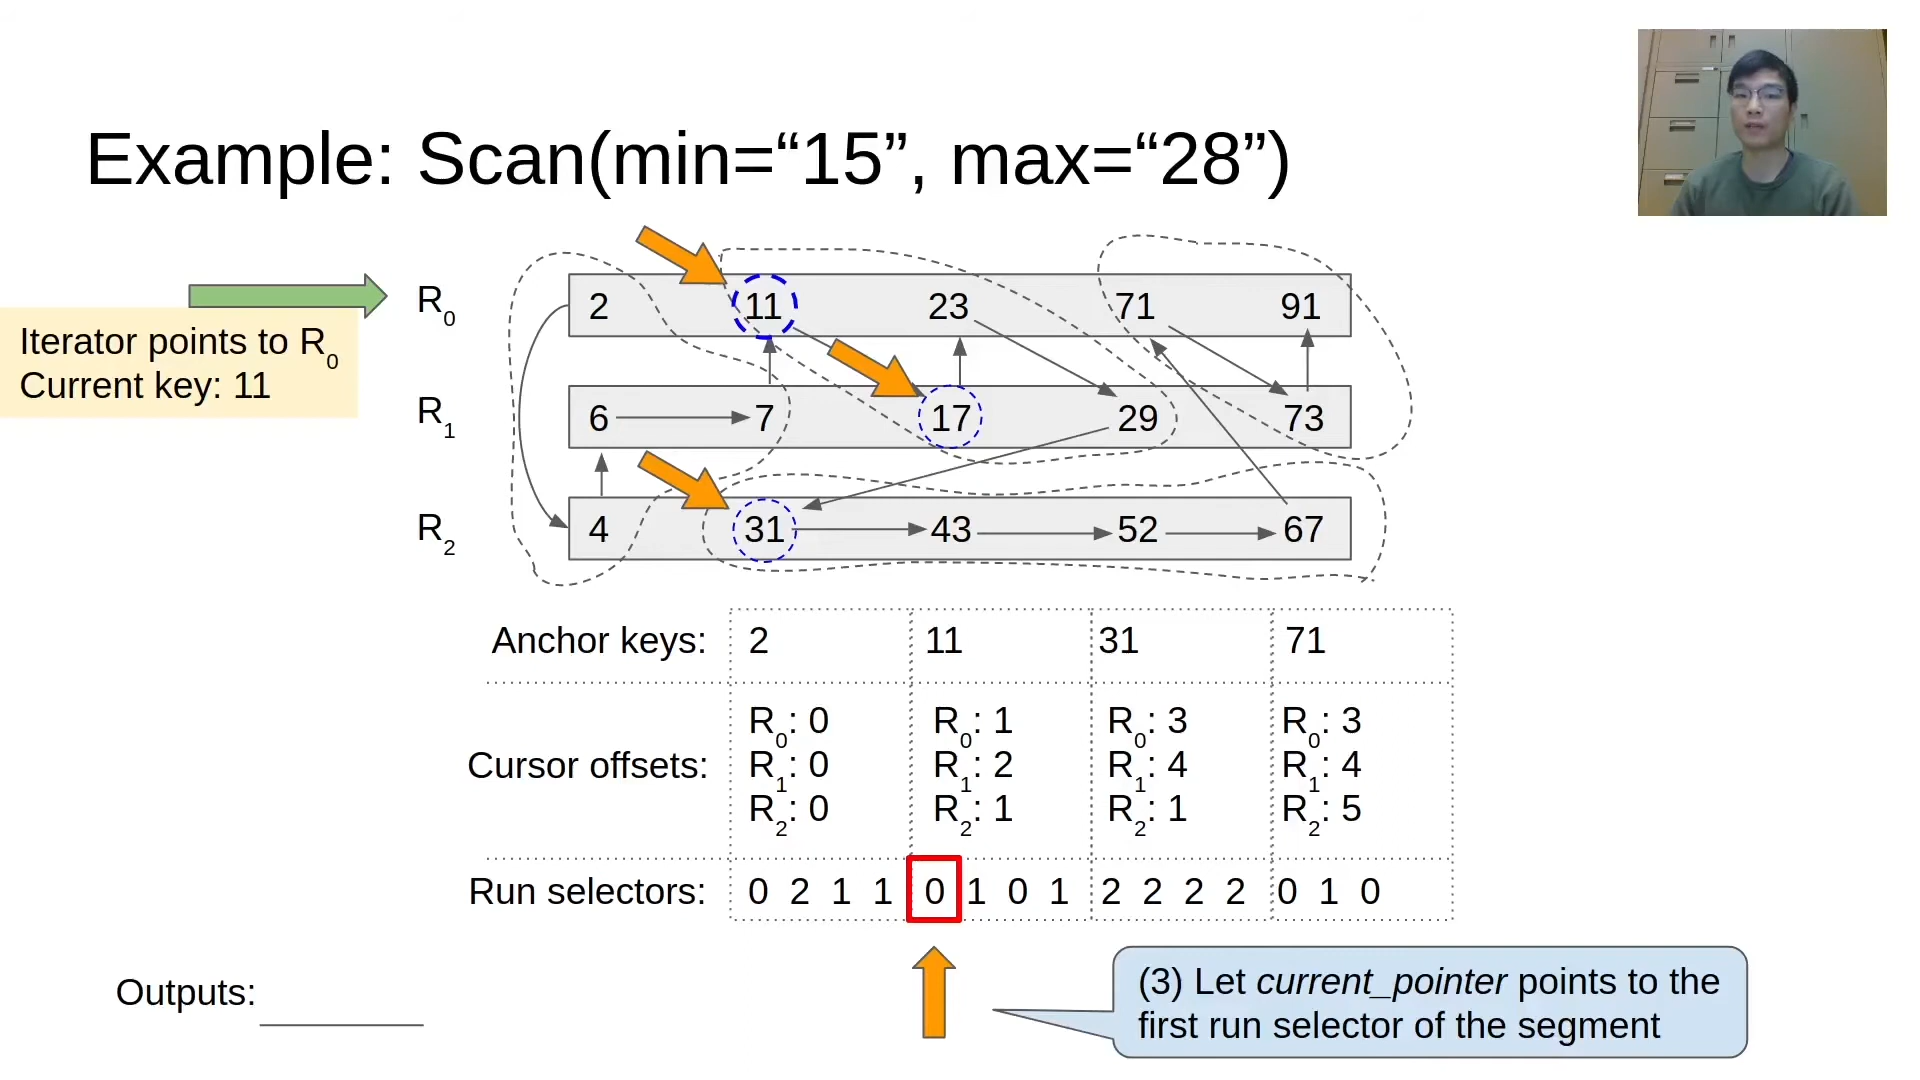 Example: Scan(min=“15”, max=“28”)
Iterator points to R0
Current key: 11
R0
2 11 23 71 91
R1
6 7 17 29 73
R2
4 31 43 52 67
Anchor keys: 2 11 31 71
Cursor offsets:
R0: 0 R0: 1 R0: 3 R0: 3
R1: 0 R1: 2 R1: 4 R1: 4
R2: 0 R2: 1 R2: 1 R2: 5
Run selectors: 0 2 1 1 0 1 0 1 2 2 2 2 0 1 0
Outputs:
(3) Let current_pointer points to the
first run selector of the segment